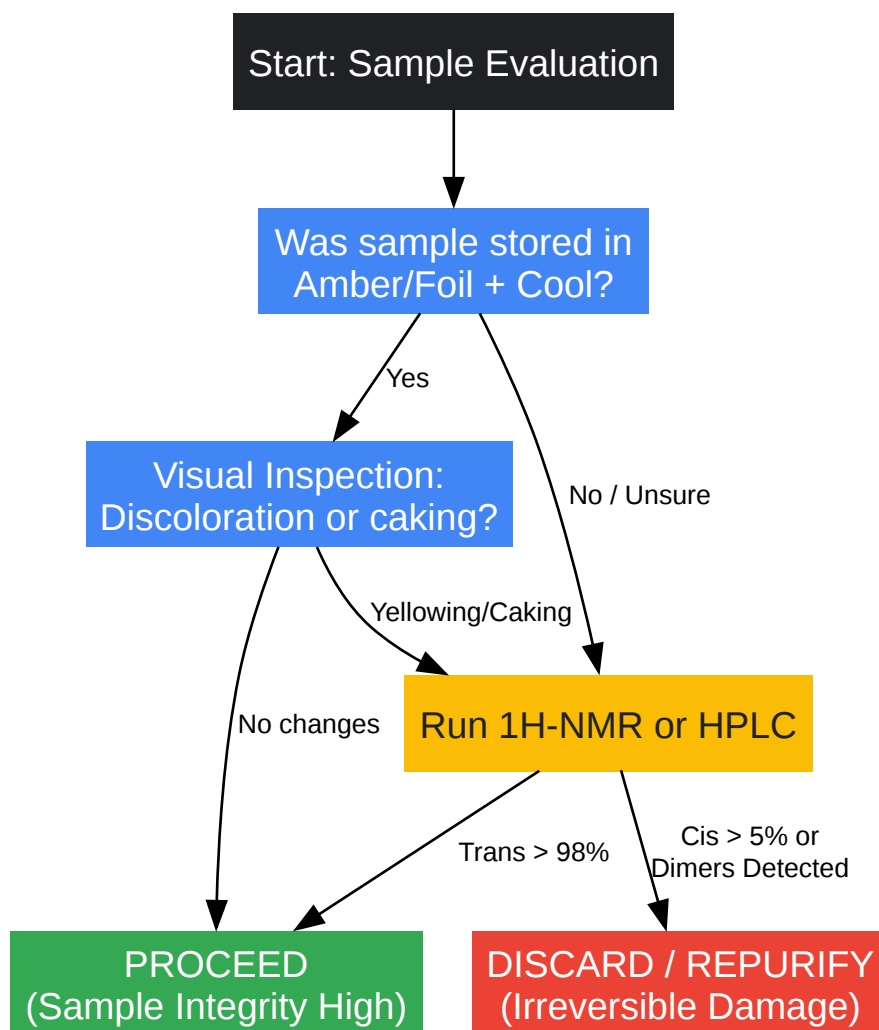 Start: Sample Evaluation
Was sample stored in
Amber/Foil + Cool?
Yes
Visual Inspection:
Discoloration or caking?
No / Unsure
Yellowing/Caking
No changes
Run 1H-NMR or HPLC
Trans > 98%
Cis > 5% or
Dimers Detected
PROCEED
(Sample Integrity High)
DISCARD / REPURIFY
(Irreversible Damage)